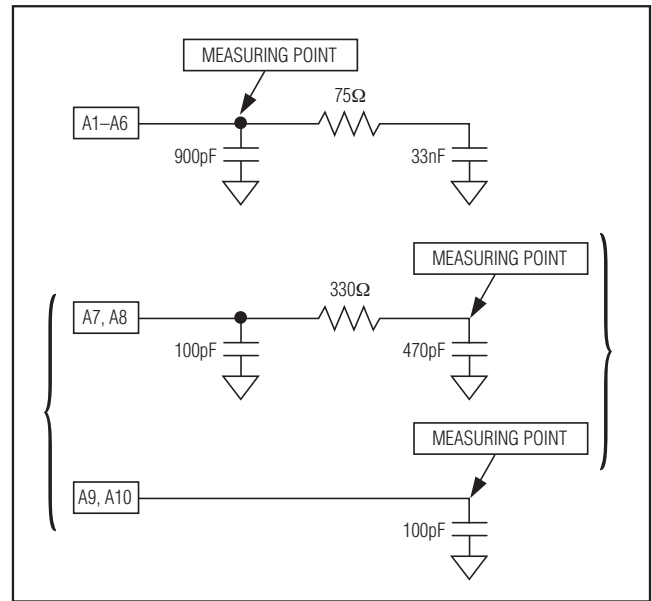 MEASURING POINT
75Ω
A1–A6
900pF
33nF
MEASURING POINT
330Ω
A7, A8
100pF
470pF
MEASURING POINT
A9, A10
100pF